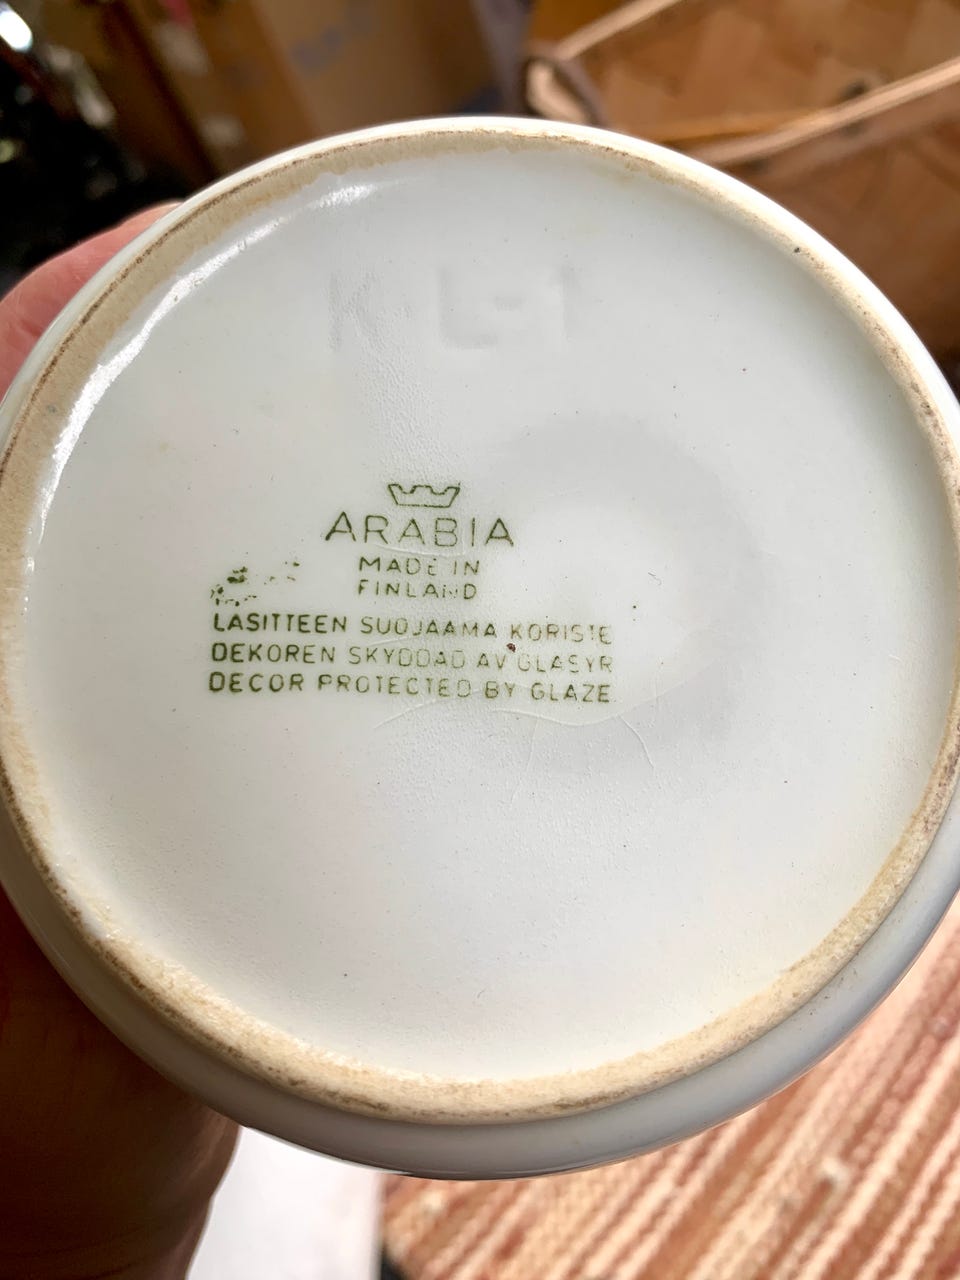 K L-1
ARABIA
MADE IN
FINLAND
LASITTEEN SUOJAAMA KORISTE
DEKOREN SKYDDAD AV GLASYR
DECOR PROTECTED BY GLAZE